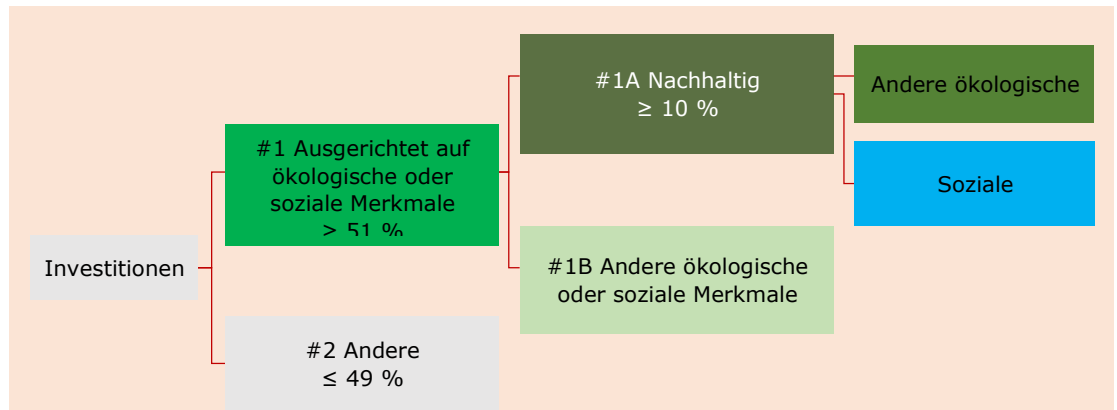 Investitionen
#1 Ausgerichtet auf
ökologische oder
soziale Merkmale
≥ 51 %
#2 Andere
≤ 49 %
#1A Nachhaltig
≥ 10 %
#1B Andere ökologische
oder soziale Merkmale
Andere ökologische
Soziale